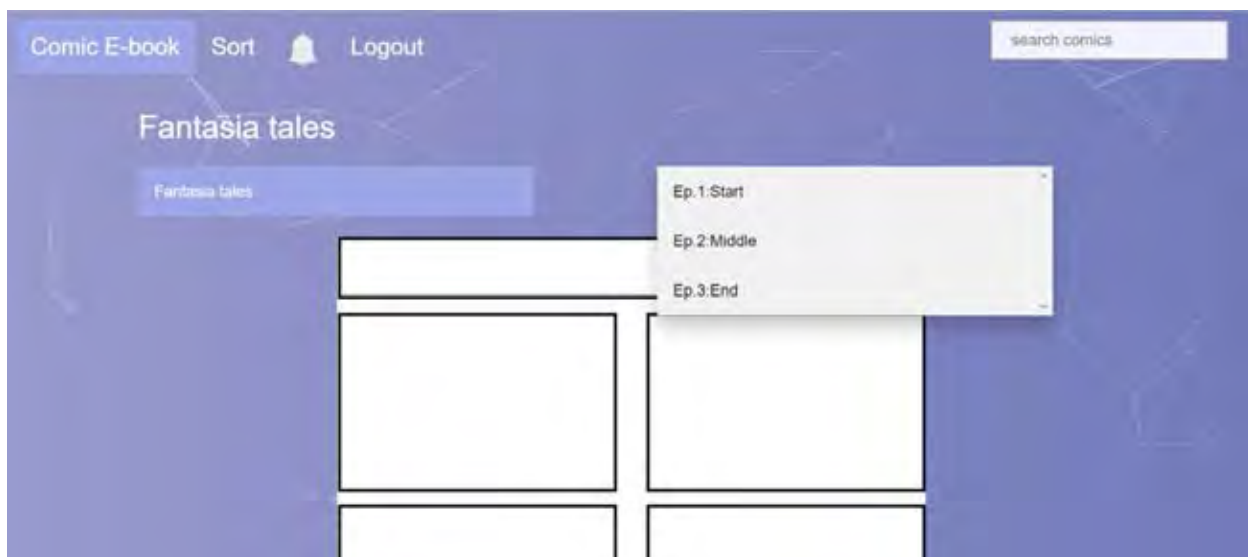 Comic E-book Sort Logout search comics
Fantasia tales
Fantasia tales
Ep.1:Start
Ep.2:Middle
Ep.3:End